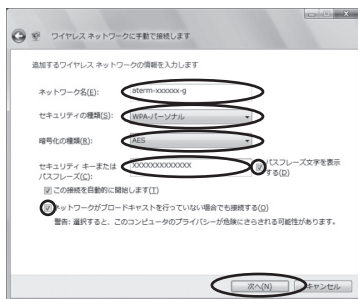 ワイヤレス ネットワークに手動で接続します
追加するワイヤレス ネットワークの情報を入力します
ネットワーク名(E): aterm-xxxxxx-g
セキュリティの種類(S): WPA-パーソナル
暗号化の種類(R): AES
セキュリティ キーまたは
パスフレーズ(C): XXXXXXXXXXXXX パスフレーズ文字を表示
する(D)
この接続を自動的に開始します(T)
ネットワークがブロードキャストを行っていない場合でも接続する(O)
警告: 選択すると、このコンピュータのプライバシーが危険にさらされる可能性があります。
次へ(N) キャンセル